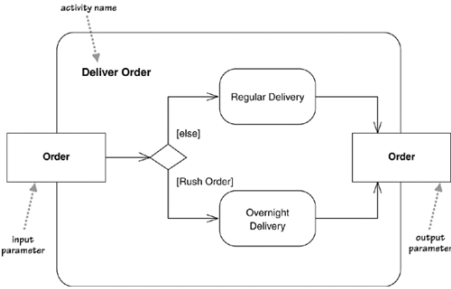 activity name
Deliver Order
Regular Delivery
[else]
Order
Order
[Rush Order]
Overnight
Delivery
input
parameter
output
parameter